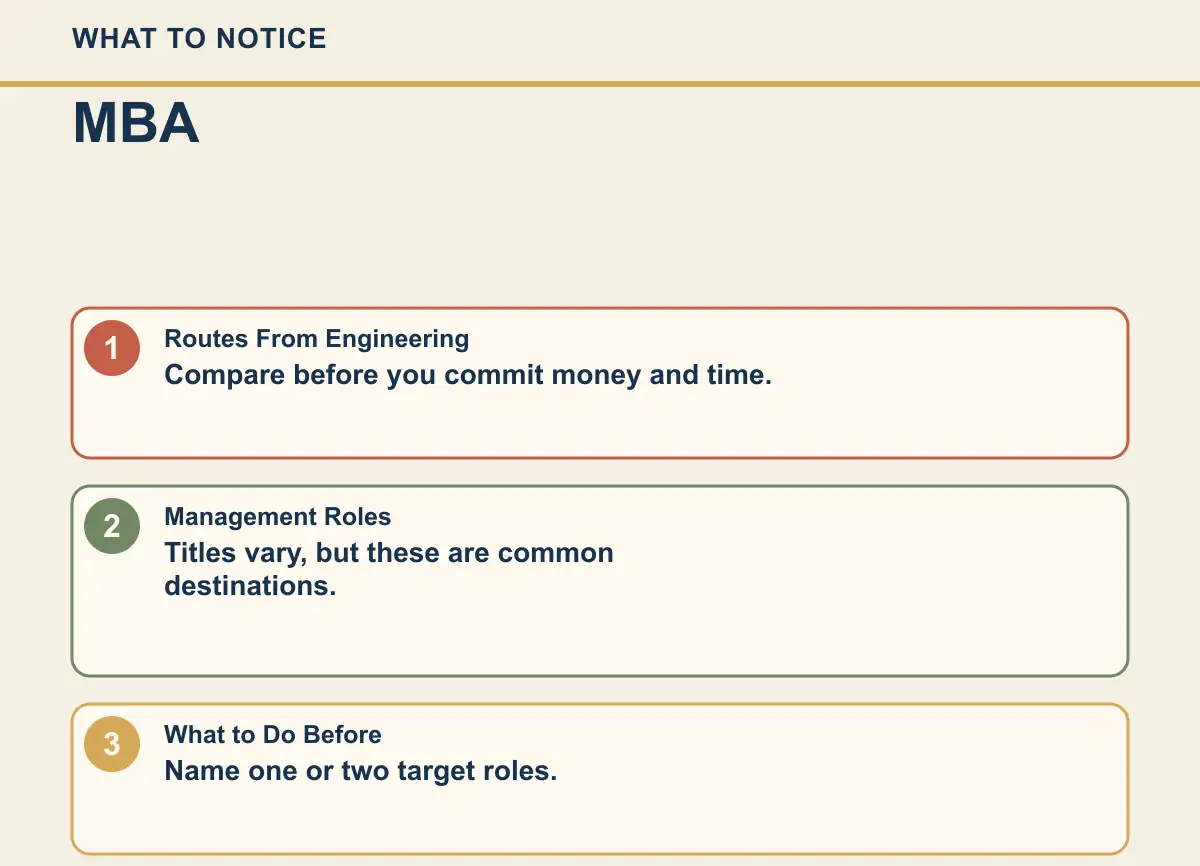 WHAT TO NOTICE
MBA
1
Routes From Engineering
Compare before you commit money and time.
2
Management Roles
Titles vary, but these are common
destinations.
3
What to Do Before
Name one or two target roles.